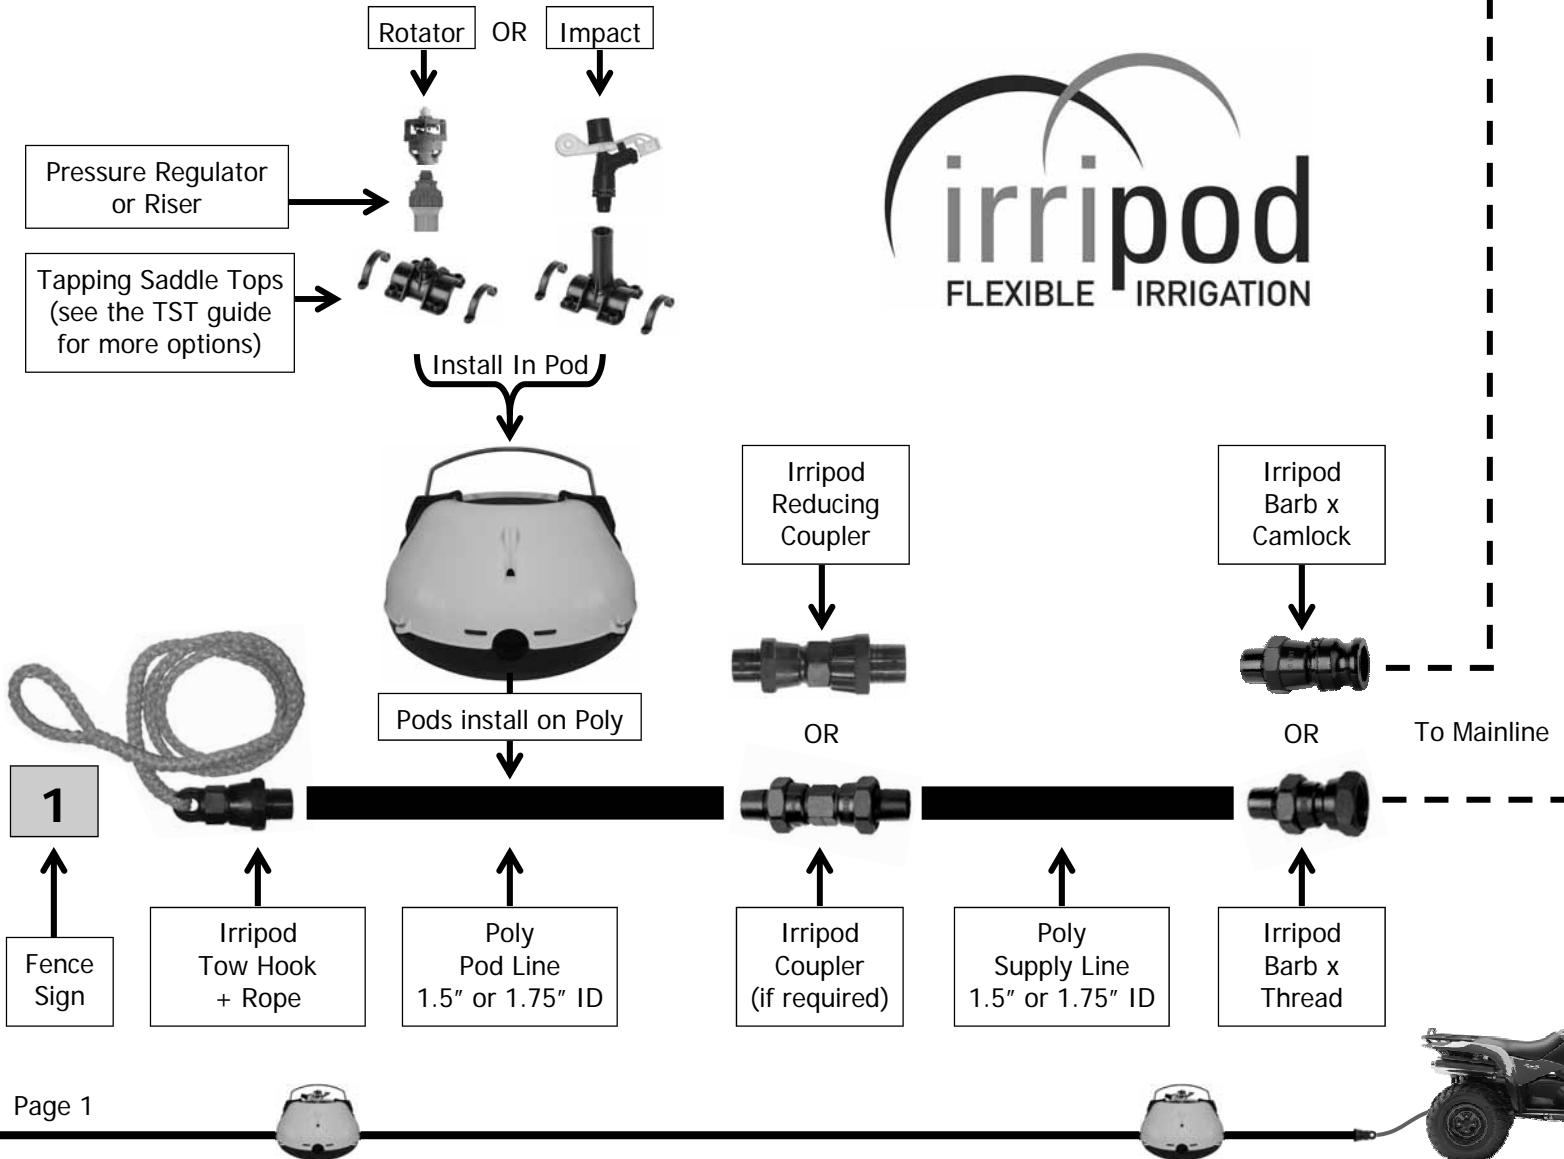 Rotator OR Impact
Pressure Regulator
or Riser
Tapping Saddle Tops
(see the TST guide
for more options)
irripod
FLEXIBLE IRRIGATION
Install In Pod
Irripod
Reducing
Coupler
Irripod
Barb x
Camlock
Pods install on Poly
OR
OR
To Mainline
1
Fence
Sign
Irripod
Tow Hook
+ Rope
Poly
Pod Line
1.5" or 1.75" ID
Irripod
Coupler
(if required)
Poly
Supply Line
1.5" or 1.75" ID
Irripod
Barb x
Thread
Page 1